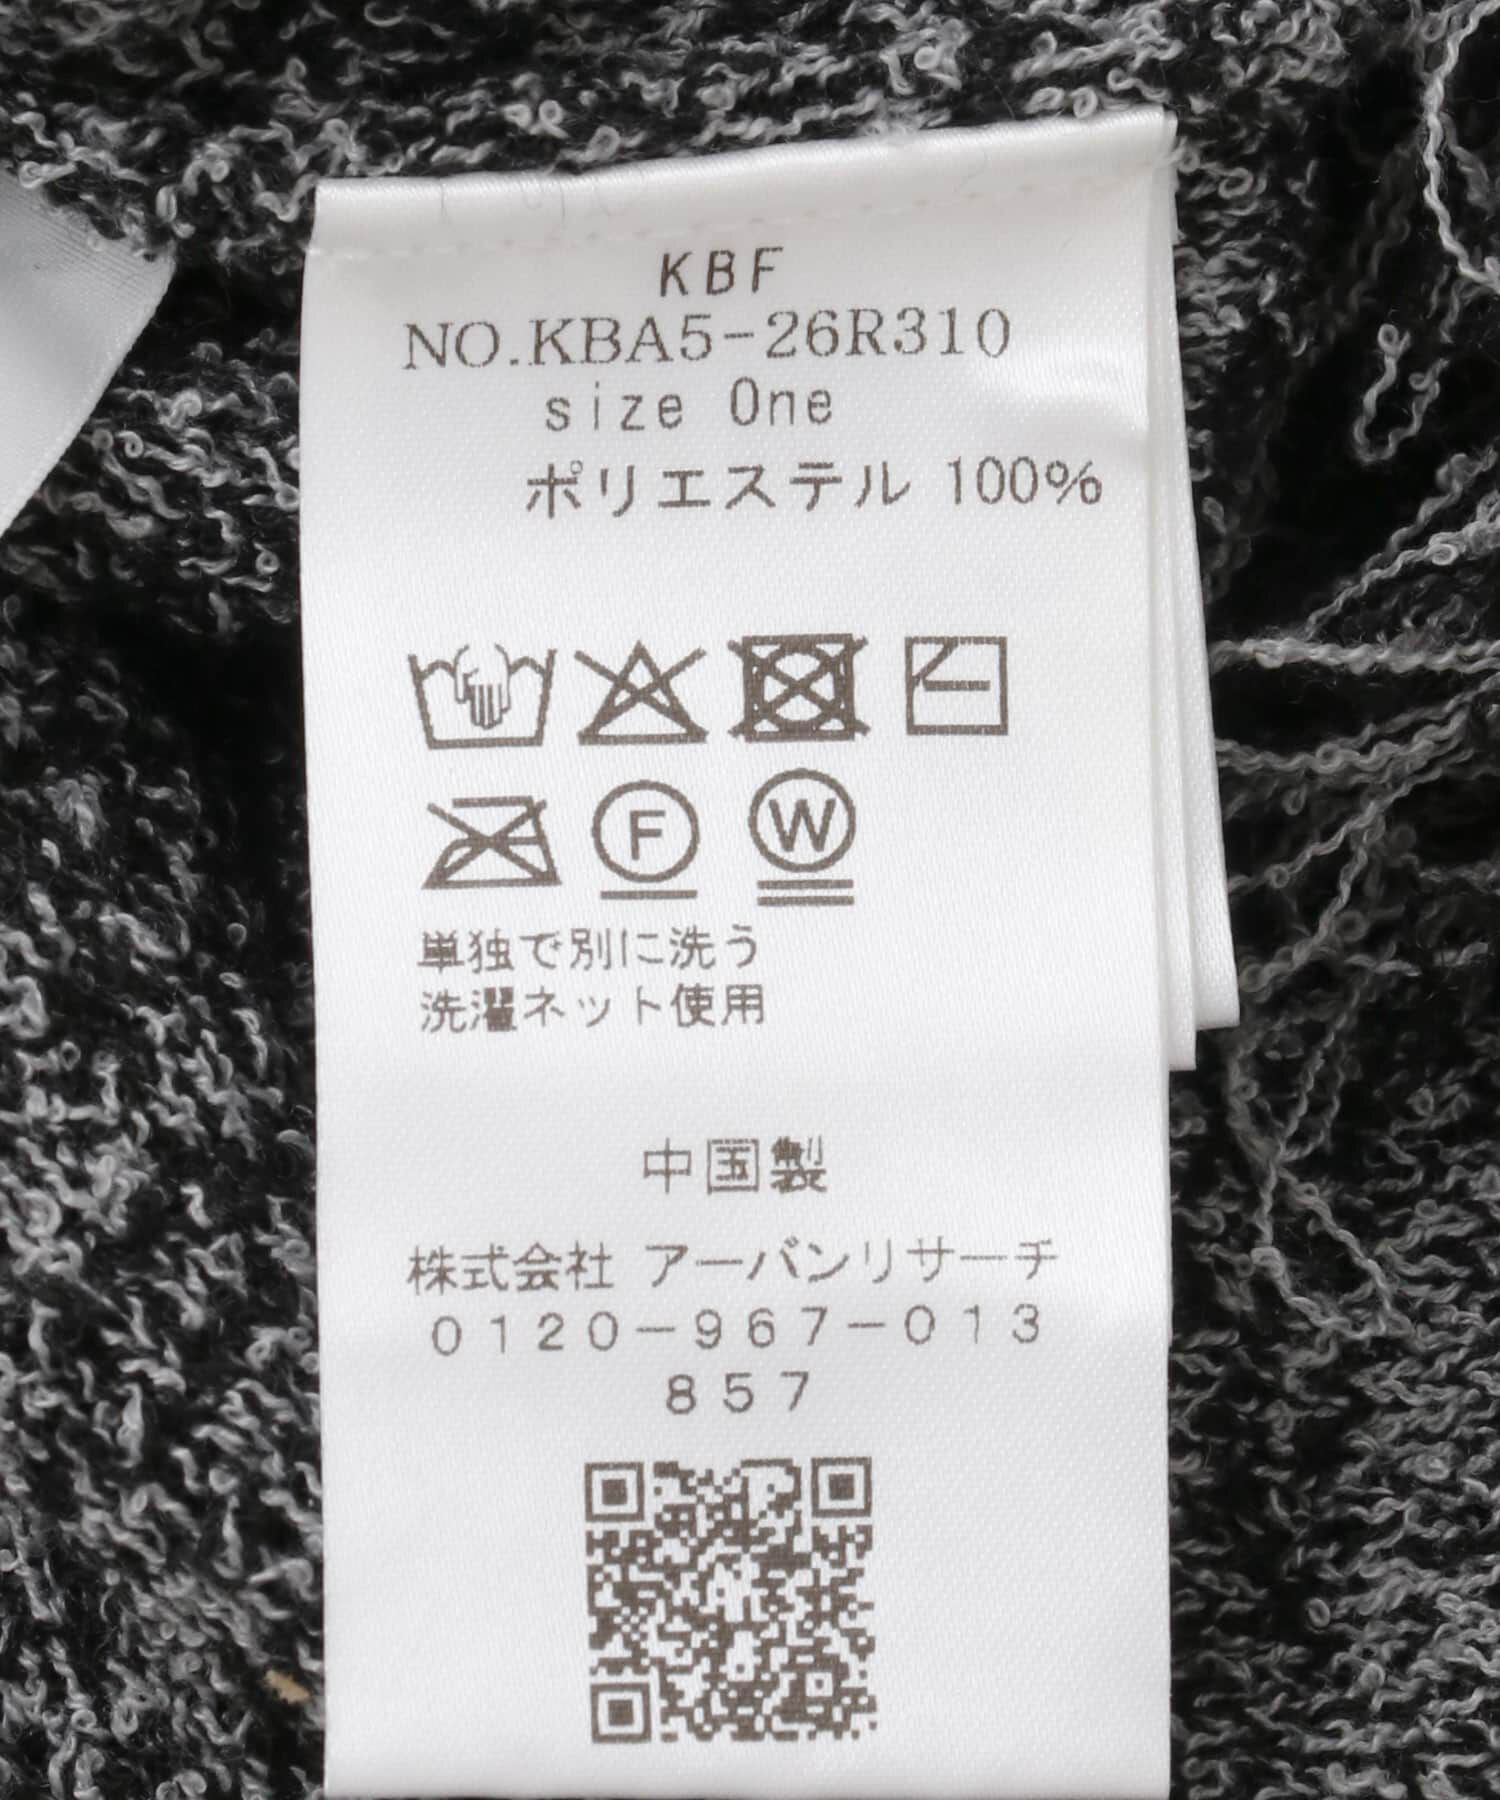 KBF
NO.KBA5-26R310
size One
ポリエステル 100%
F
W
単独で別に洗う
洗濯ネット使用
中国製
株式会社 アーバンリサーチ
0120-967-013
857